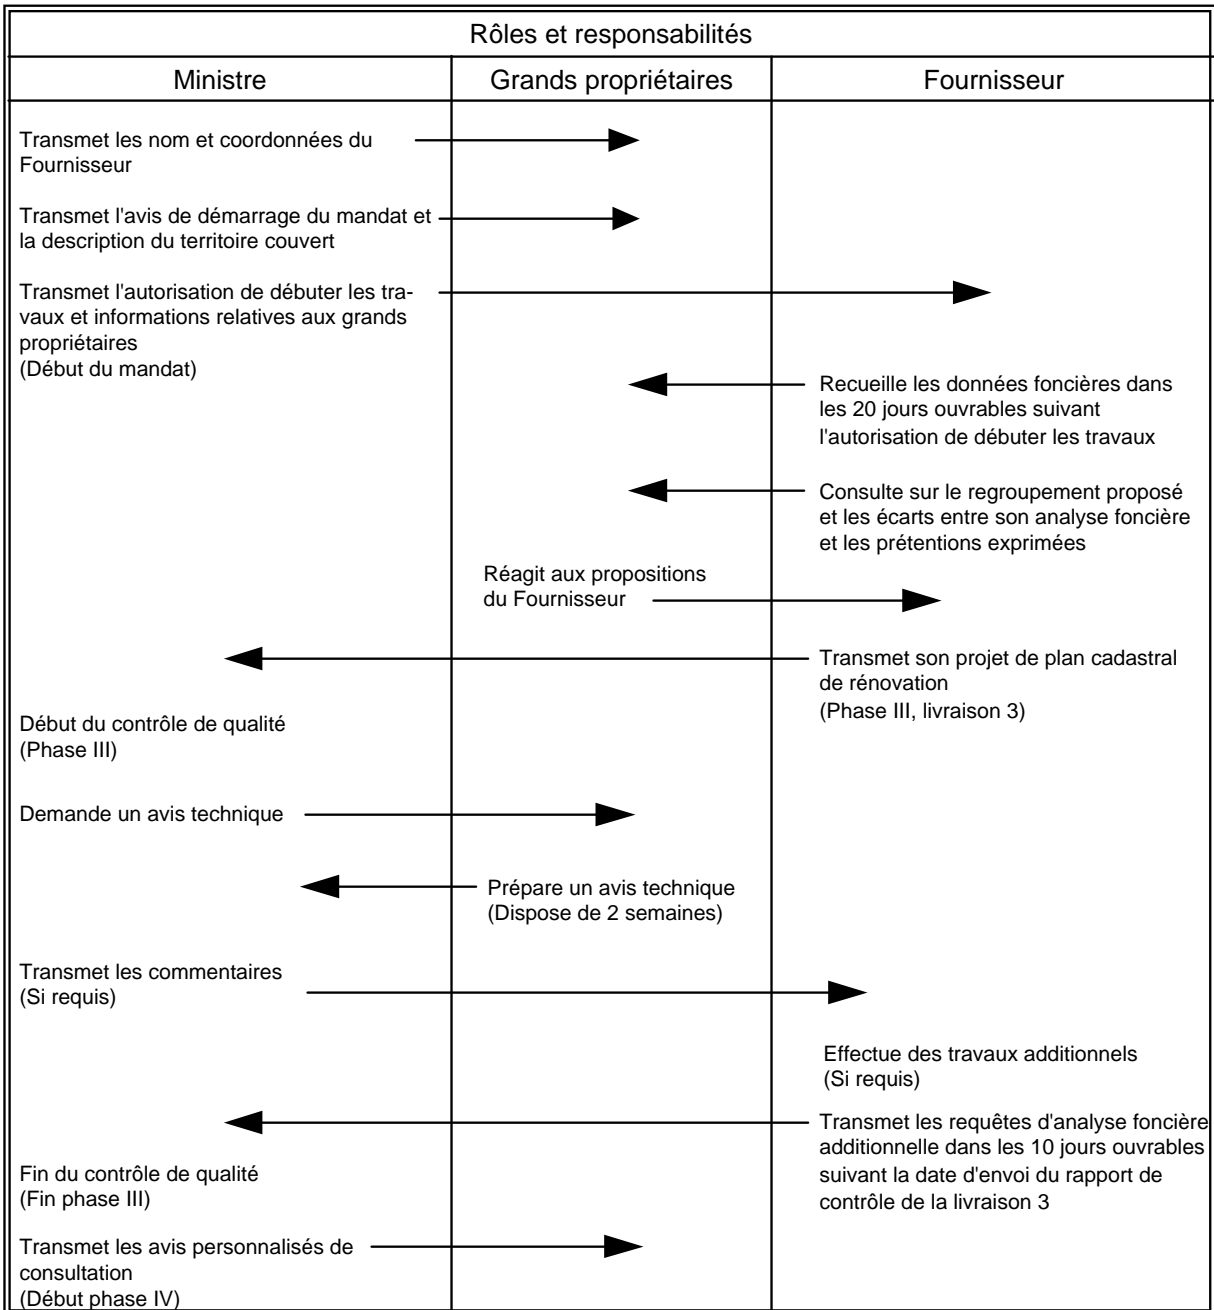 Rôles et responsabilités
Ministre
Grands propriétaires
Fournisseur
Transmet les nom et coordonnées du
Fournisseur
Transmet l'avis de démarrage du mandat et
la description du territoire couvert
Transmet l'autorisation de débuter les tra-
vaux et informations relatives aux grands
propriétaires
(Début du mandat)
Recueille les données foncières dans
les 20 jours ouvrables suivant
l'autorisation de débuter les travaux
Consulte sur le regroupement proposé
et les écarts entre son analyse foncière
et les prétentions exprimées
Réagit aux propositions
du Fournisseur
Transmet son projet de plan cadastral
de rénovation
(Phase III, livraison 3)
Début du contrôle de qualité
(Phase III)
Demande un avis technique
Prépare un avis technique
(Dispose de 2 semaines)
Transmet les commentaires
(Si requis)
Effectue des travaux additionnels
(Si requis)
Transmet les requêtes d'analyse foncière
additionnelle dans les 10 jours ouvrables
suivant la date d'envoi du rapport de
contrôle de la livraison 3
Fin du contrôle de qualité
(Fin phase III)
Transmet les avis personnalisés de
consultation
(Début phase IV)